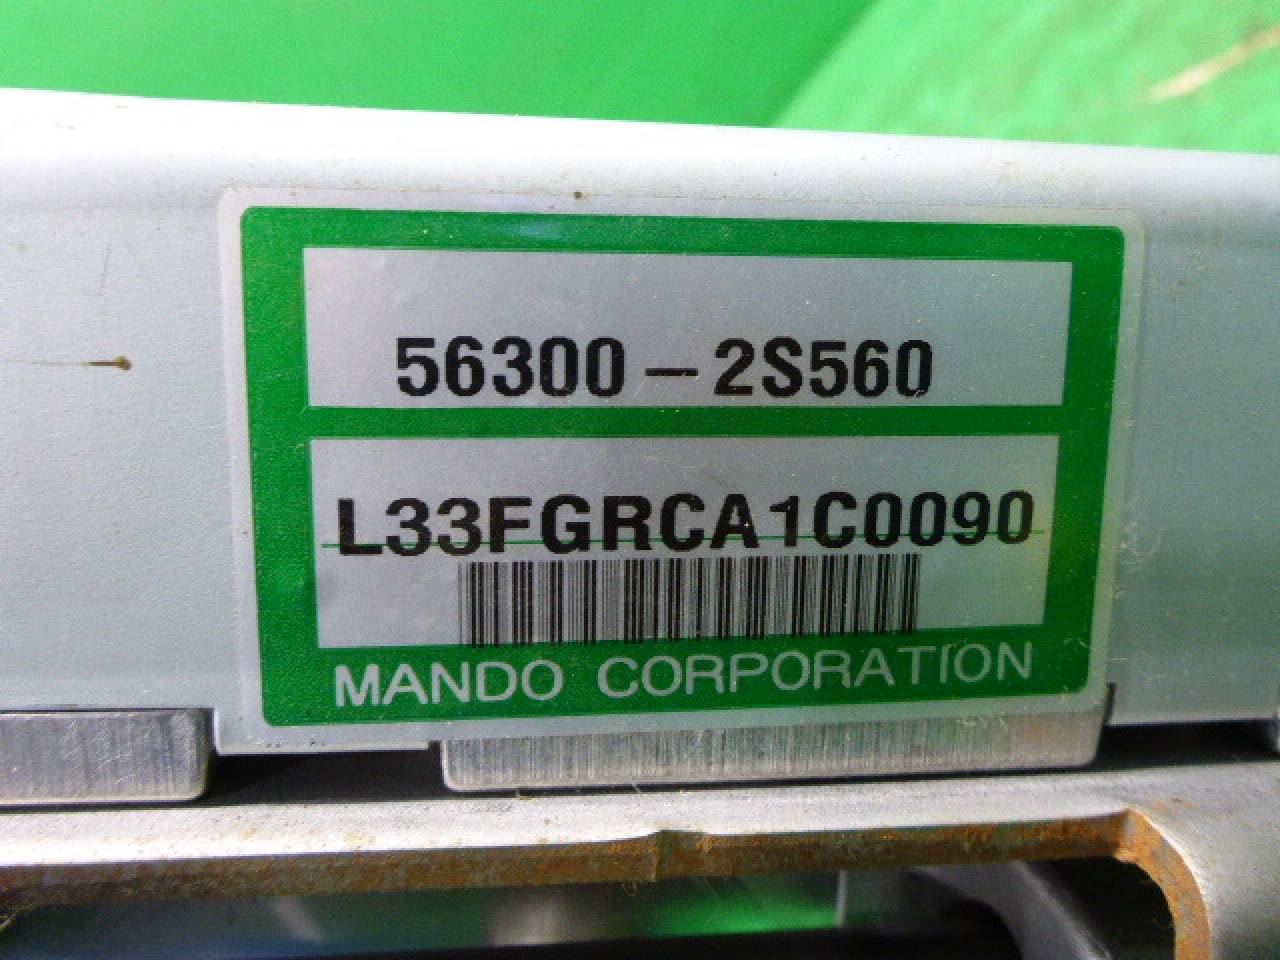 56300-2S560
L33FGRCA1C0090
MANDO CORPORATION